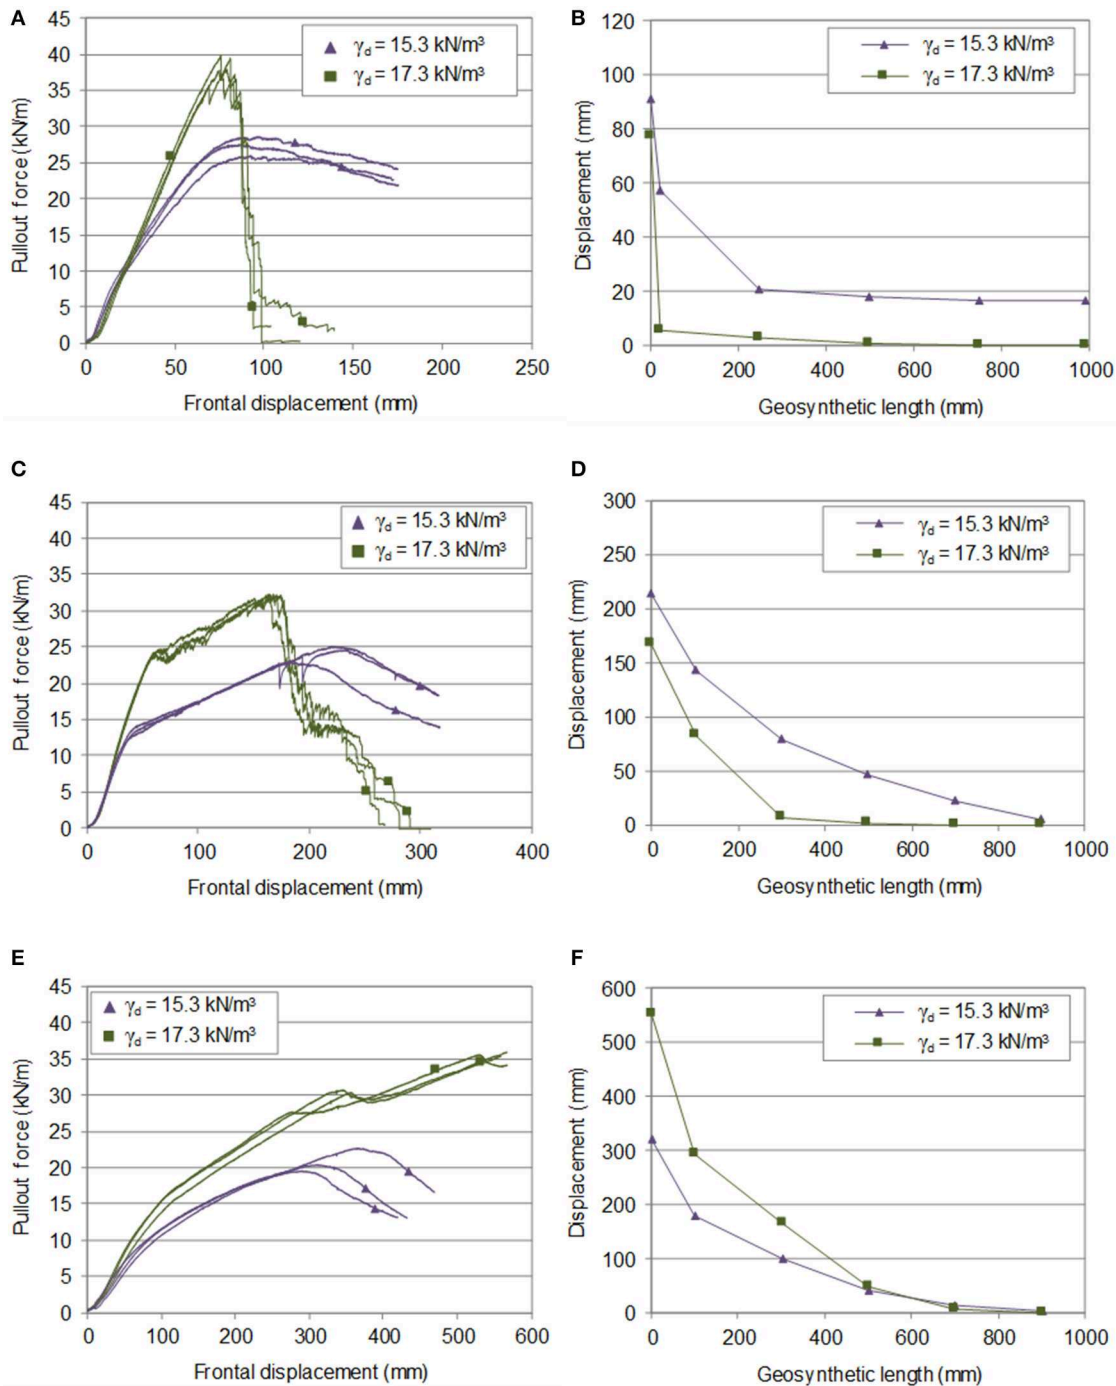 A
45
40
35
30
25
20
15
10
5
0
Pullout force (kN/m)
γd = 15.3 kN/m³
γd = 17.3 kN/m³
0 50 100 150 200 250
Frontal displacement (mm)
B
120
100
80
60
40
20
0
Displacement (mm)
γd = 15.3 kN/m³
γd = 17.3 kN/m³
0 200 400 600 800 1000
Geosynthetic length (mm)
C
45
40
35
30
25
20
15
10
5
0
Pullout force (kN/m)
γd = 15.3 kN/m³
γd = 17.3 kN/m³
0 100 200 300 400
Frontal displacement (mm)
D
300
250
200
150
100
50
0
Displacement (mm)
γd = 15.3 kN/m³
γd = 17.3 kN/m³
0 200 400 600 800 1000
Geosynthetic length (mm)
E
45
40
35
30
25
20
15
10
5
0
Pullout force (kN/m)
γd = 15.3 kN/m³
γd = 17.3 kN/m³
0 100 200 300 400 500 600
Frontal displacement (mm)
F
600
500
400
300
200
100
0
Displacement (mm)
γd = 15.3 kN/m³
γd = 17.3 kN/m³
0 200 400 600 800 1000
Geosynthetic length (mm)